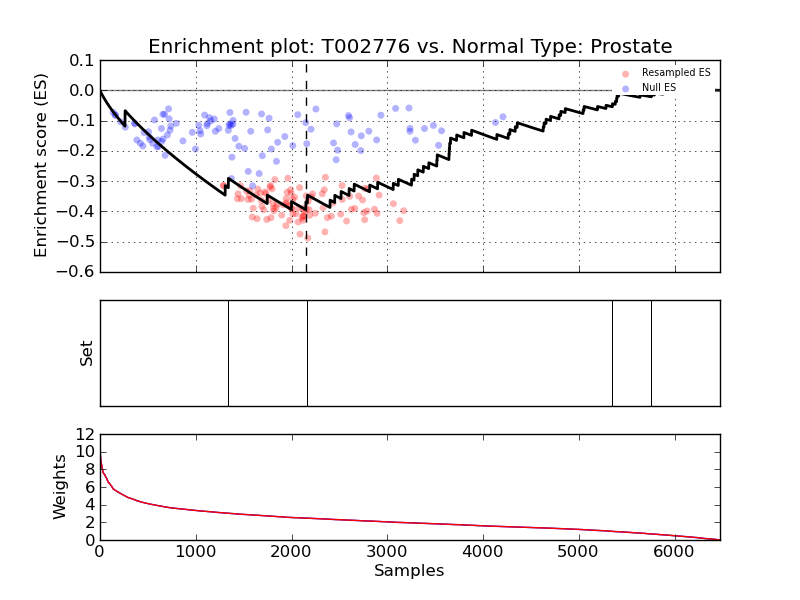 Enrichment plot: T002776 vs. Normal Type: Prostate
0.1
0.0
−0.1
−0.2
−0.3
−0.4
−0.5
−0.6
Enrichment score (ES)
Resampled ES
Null ES
Set
12
10
8
6
4
2
0
Weights
0 1000 2000 3000 4000 5000 6000
Samples